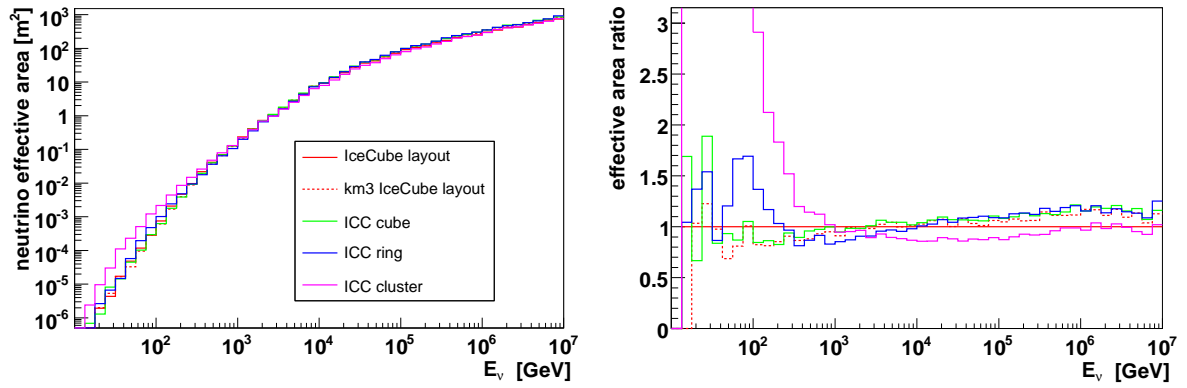 neutrino effective area [m²]
10³
10²
10
1
10⁻¹
10⁻²
10⁻³
10⁻⁴
10⁻⁵
10⁻⁶
IceCube layout
km3 IceCube layout
ICC cube
ICC ring
ICC cluster
10² 10³ 10⁴ 10⁵ 10⁶ 10⁷
E_ν [GeV]
effective area ratio
3
2.5
2
1.5
1
0.5
0
10² 10³ 10⁴ 10⁵ 10⁶ 10⁷
E_ν [GeV]